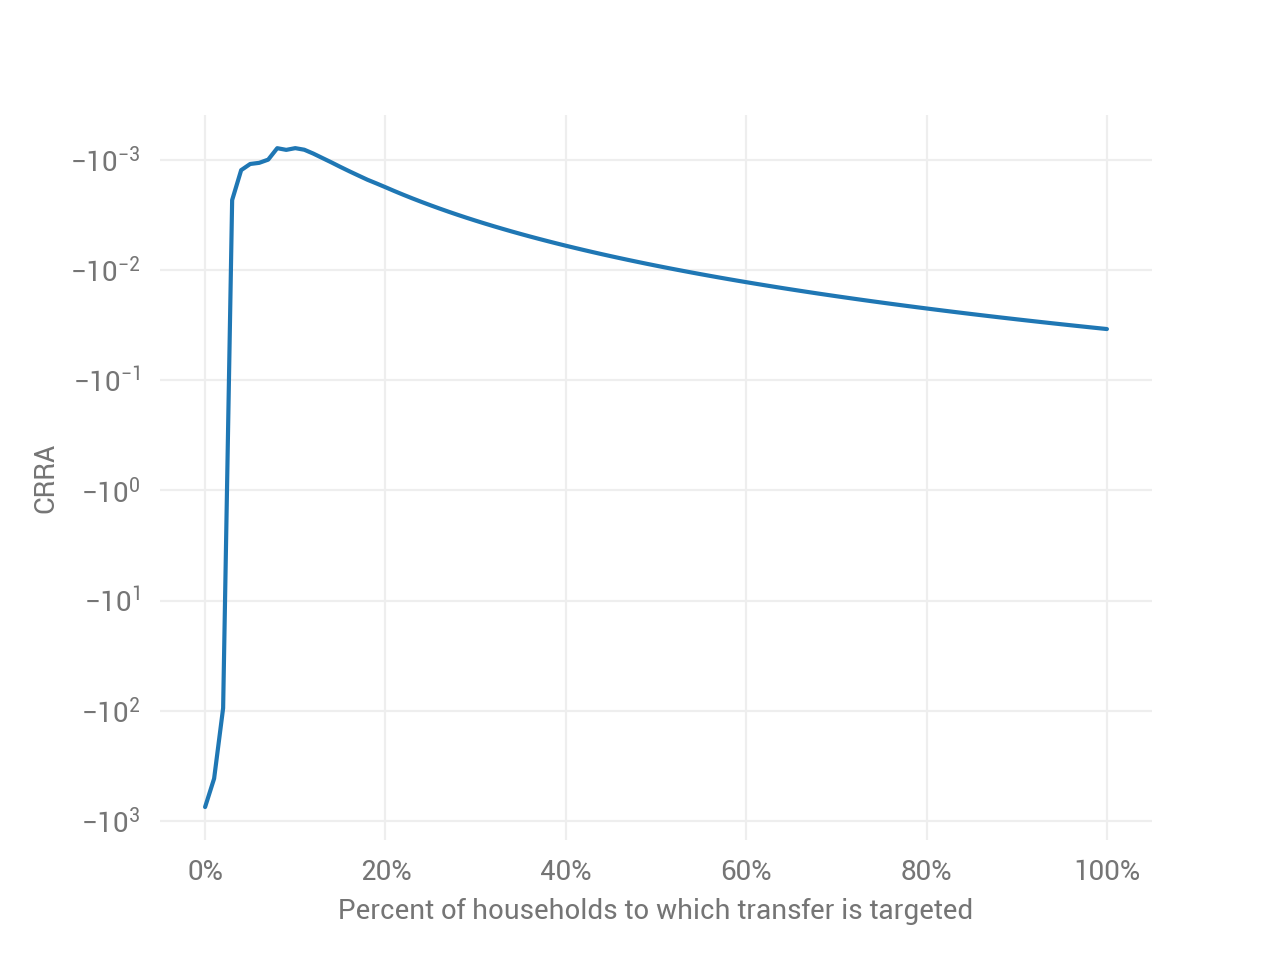 −10⁻³
−10⁻²
−10⁻¹
−10⁰
−10¹
−10²
−10³
CRRA
0% 20% 40% 60% 80% 100%
Percent of households to which transfer is targeted